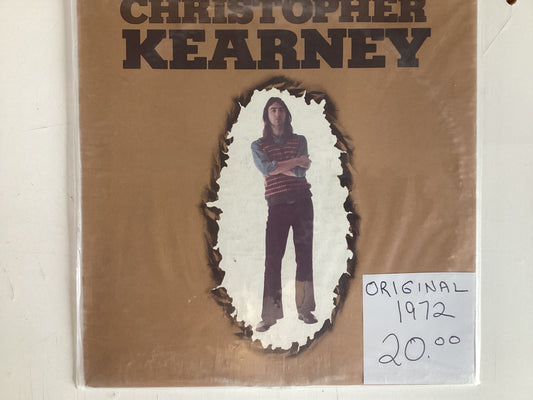 CHRISTOPHER
KEARNEY
ORIGINAL
1972
20.00